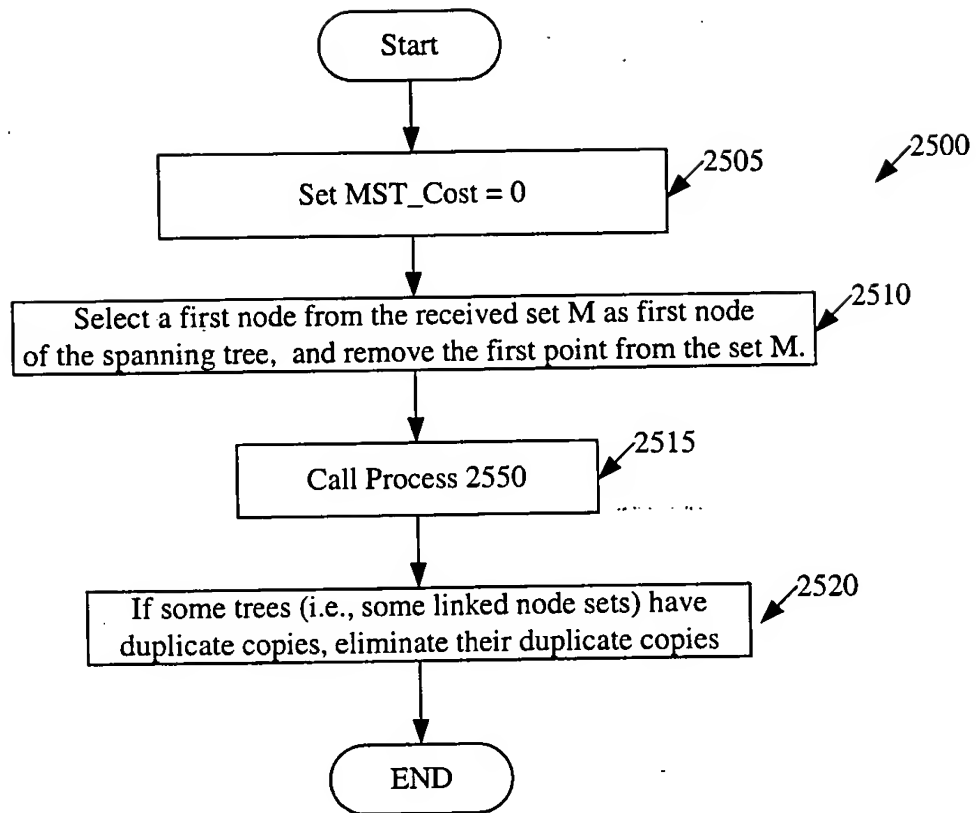 Start
2500
2505
Set MST_Cost = 0
2510
Select a first node from the received set M as first node
of the spanning tree, and remove the first point from the set M.
2515
Call Process 2550
2520
If some trees (i.e., some linked node sets) have
duplicate copies, eliminate their duplicate copies
END